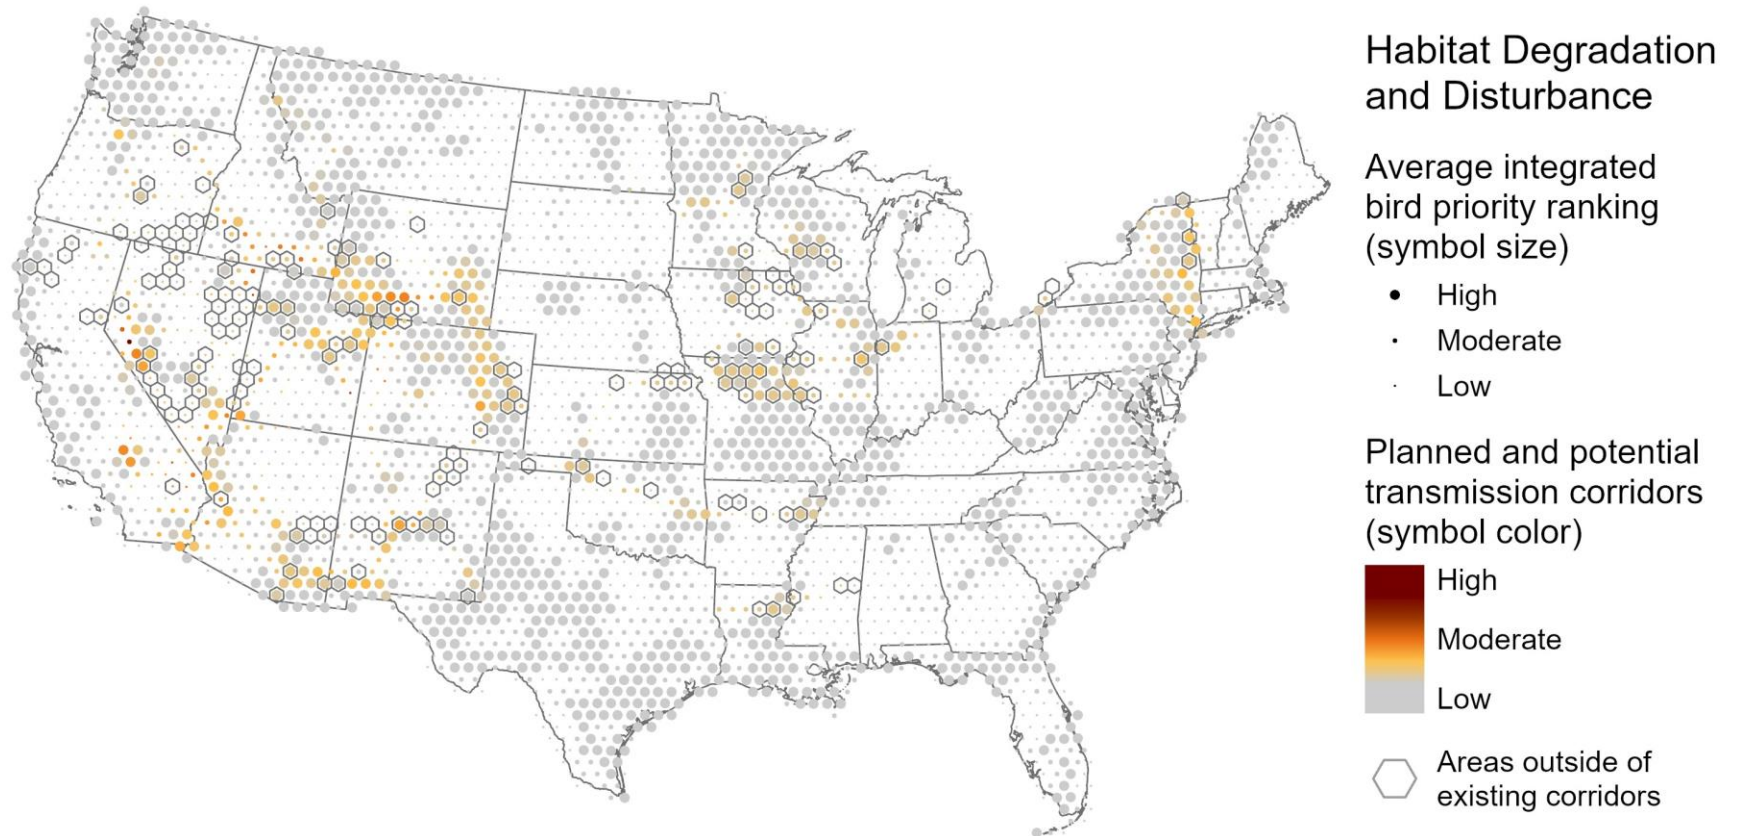 Habitat Degradation
and Disturbance
Average integrated
bird priority ranking
(symbol size)
High
Moderate
Low
Planned and potential
transmission corridors
(symbol color)
High
Moderate
Low
Areas outside of
existing corridors